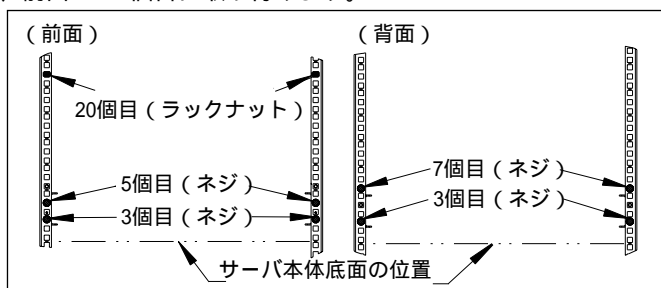 （前面）
（背面）
20個目（ラックナット）
5個目（ネジ）
3個目（ネジ）
7個目（ネジ）
3個目（ネジ）
サーバ本体底面の位置